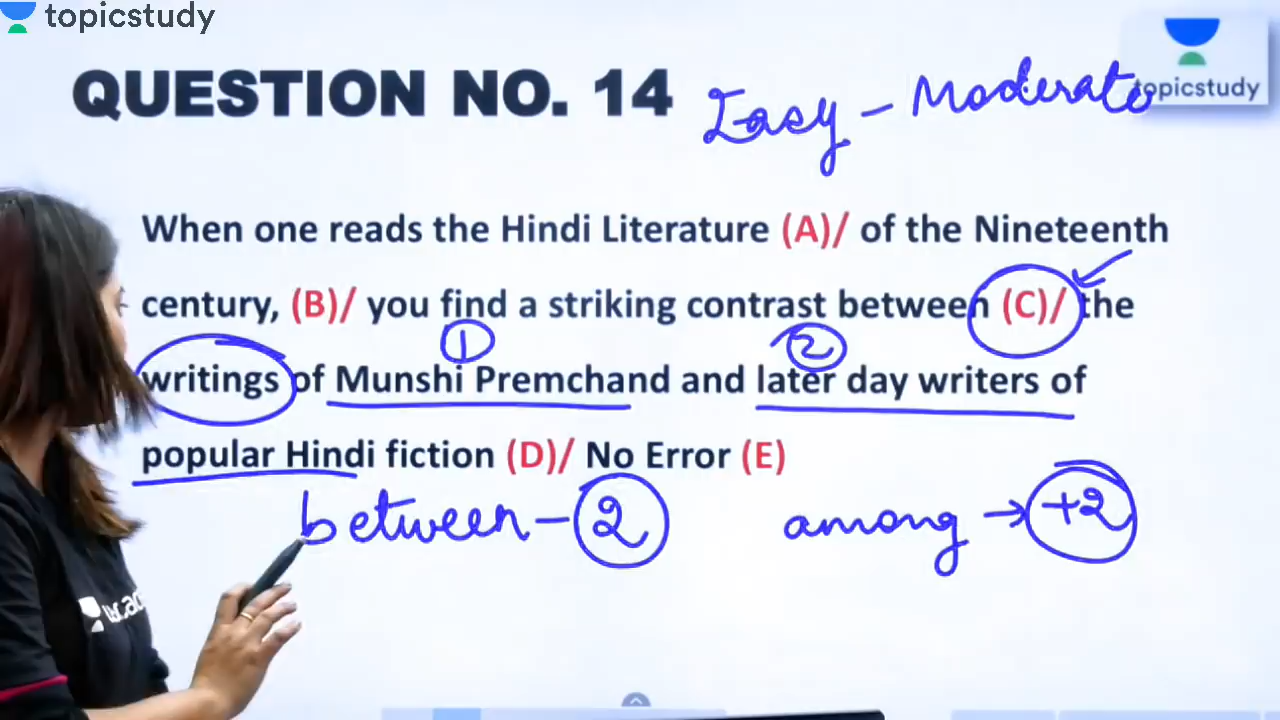 topicstudy
topicstudy
QUESTION NO. 14
Easy - Moderate
When one reads the Hindi Literature (A)/ of the Nineteenth
century, (B)/ you find a striking contrast between (C)/ the
1 2
writings of Munshi Premchand and later day writers of
popular Hindi fiction (D)/ No Error (E)
between - 2 among → +2